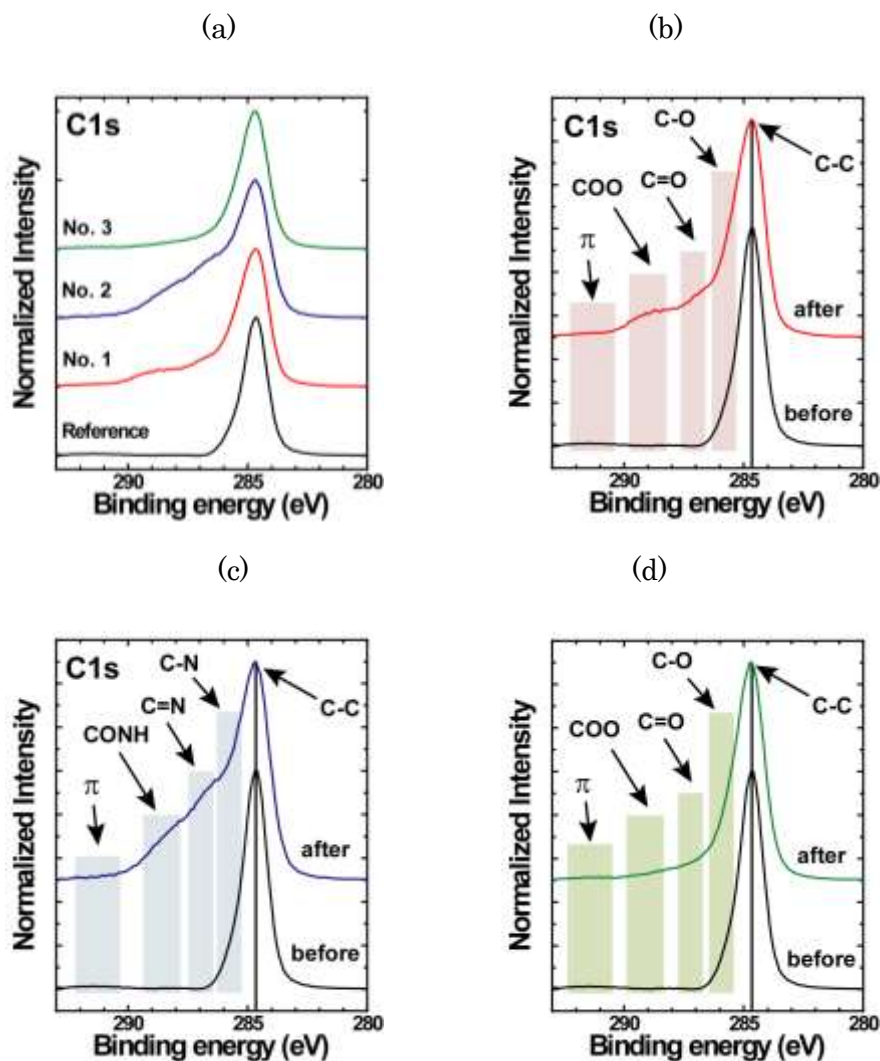 (a)
C1s
No. 3
No. 2
No. 1
Reference
Normalized Intensity
290
285
280
Binding energy (eV)
(b)
C1s
C-O
C-C
C=O
COO
π
after
before
Normalized Intensity
290
285
280
Binding energy (eV)
(c)
C1s
C-N
C-C
C=N
CONH
π
after
before
Normalized Intensity
290
285
280
Binding energy (eV)
(d)
C-O
C-C
C=O
COO
π
after
before
Normalized Intensity
290
285
280
Binding energy (eV)